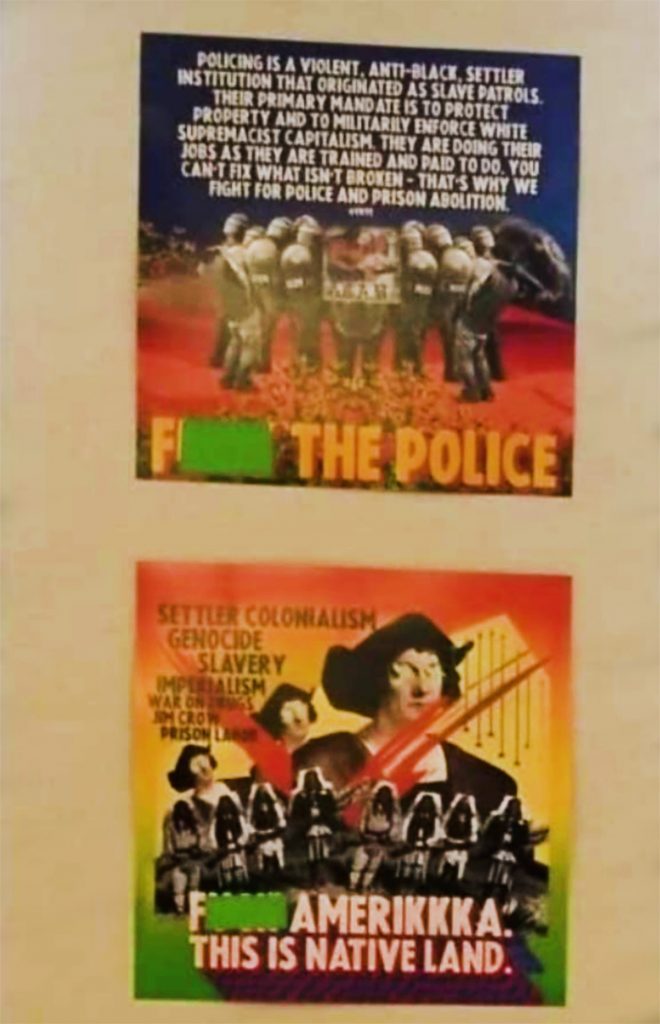 POLICING IS A VIOLENT, ANTI-BLACK, SETTLER
INSTITUTION THAT ORIGINATED AS SLAVE PATROLS.
THEIR PRIMARY MANDATE IS TO PROTECT
PROPERTY AND TO MILITARILY ENFORCE WHITE
SUPREMACIST CAPITALISM. THEY ARE DOING THEIR
JOBS AS THEY ARE TRAINED AND PAID TO DO. YOU
CAN'T FIX WHAT ISN'T BROKEN - THAT'S WHY WE
FIGHT FOR POLICE AND PRISON ABOLITION.
THE POLICE
SETTLER COLONIALISM
GENOCIDE
SLAVERY
IMPERIALISM
WAR ON DRUGS
JIM CROW
PRISON LABOR
AMERIKKKA.
THIS IS NATIVE LAND.